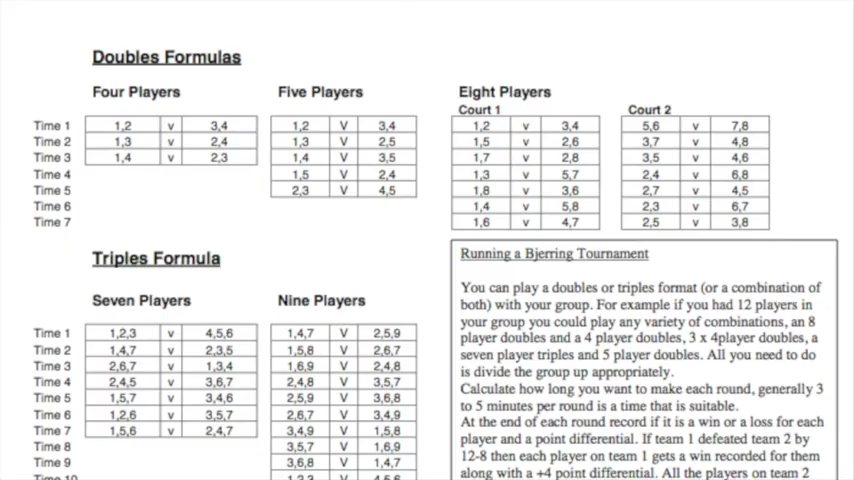 Doubles Formulas
Four Players
Five Players
Eight Players
Court 1
Court 2
Time 1 1,2 v 3,4 1,2 V 3,4 1,2 v 3,4 5,6 v 7,8
Time 2 1,3 v 2,4 1,3 V 2,5 1,5 v 2,6 3,7 v 4,8
Time 3 1,4 v 2,3 1,4 V 3,5 1,7 v 2,8 3,5 v 4,6
Time 4 1,5 V 2,4 1,3 v 5,7 2,4 v 6,8
Time 5 2,3 V 4,5 1,8 v 3,6 2,7 v 4,5
Time 6 1,4 v 5,8 2,3 v 6,7
Time 7 1,6 v 4,7 2,5 v 3,8
Triples Formula
Seven Players
Nine Players
Time 1 1,2,3 v 4,5,6 1,4,7 V 2,5,9
Time 2 1,4,7 v 2,3,5 1,5,8 V 2,6,7
Time 3 2,6,7 v 1,3,4 1,6,9 V 2,4,8
Time 4 2,4,5 v 3,6,7 2,4,8 V 3,5,7
Time 5 1,5,7 v 3,4,6 2,5,9 V 3,6,8
Time 6 1,2,6 v 3,5,7 2,6,7 V 3,4,9
Time 7 1,5,6 v 2,4,7 3,4,9 V 1,5,8
Time 8 3,5,7 V 1,6,9
Time 9 3,6,8 V 1,4,7
Time 10 1,2,3 V 4,5,6
Running a Bjerring Tournament
You can play a doubles or triples format (or a combination of
both) with your group. For example if you had 12 players in
your group you could play any variety of combinations, an 8
player doubles and a 4 player doubles, 3 x 4player doubles, a
seven player triples and 5 player doubles. All you need to do
is divide the group up appropriately.
Calculate how long you want to make each round, generally 3
to 5 minutes per round is a time that is suitable.
At the end of each round record if it is a win or a loss for each
player and a point differential. If team 1 defeated team 2 by
12-8 then each player on team 1 gets a win recorded for them
along with a +4 point differential. All the players on team 2